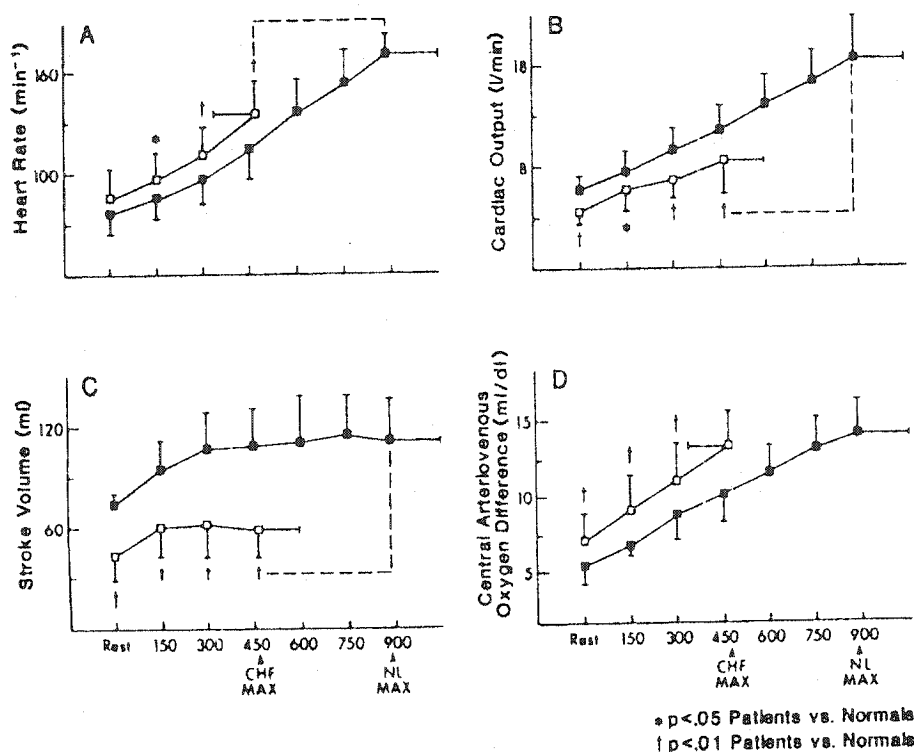 A
Heart Rate (min⁻¹)
160
100
*
†
†
B
Cardiac Output (l/min)
18
8
†
*
†
†
C
Stroke Volume (ml)
120
60
†
†
†
†
Rest 150 300 450 600 750 900
CHF MAX
NL MAX
D
Central Arteriovenous
Oxygen Difference (ml/dl)
15
10
5
†
†
†
Rest 150 300 450 600 750 900
CHF MAX
NL MAX
* p<.05 Patients vs. Normals
† p<.01 Patients vs. Normals